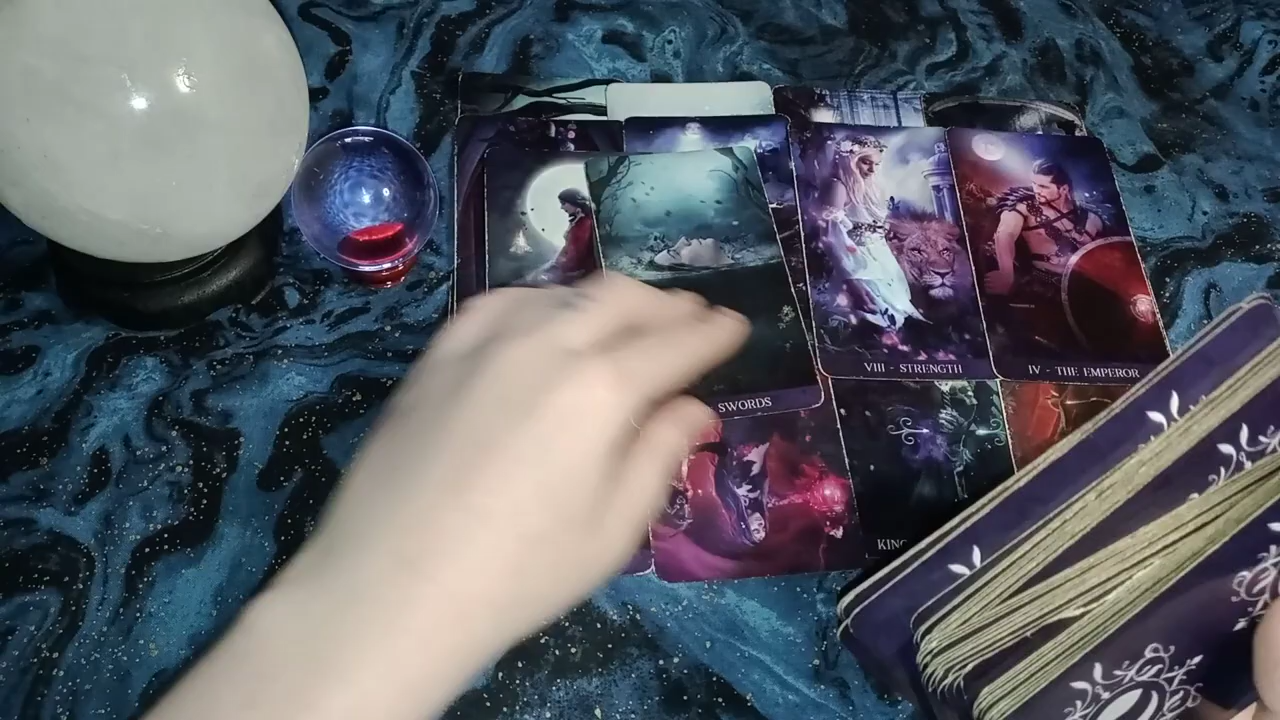 VIII - STRENGTH
IV - THE EMPEROR
SWORDS